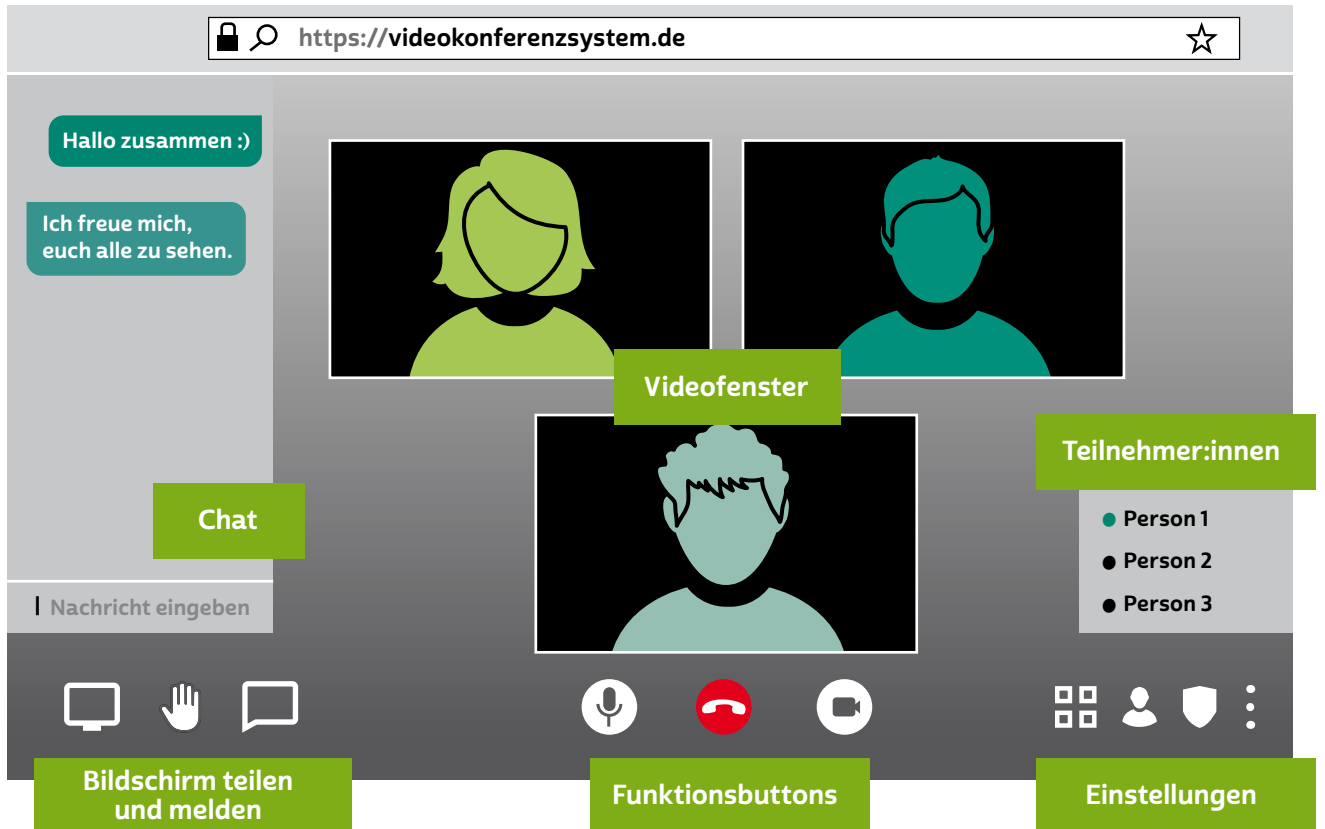 https://videokonferenzsystem.de
Hallo zusammen :)
Ich freue mich,
euch alle zu sehen.
Videofenster
Teilnehmer:innen
Chat
Person 1
Person 2
Person 3
Nachricht eingeben
Bildschirm teilen
und melden
Funktionsbuttons
Einstellungen